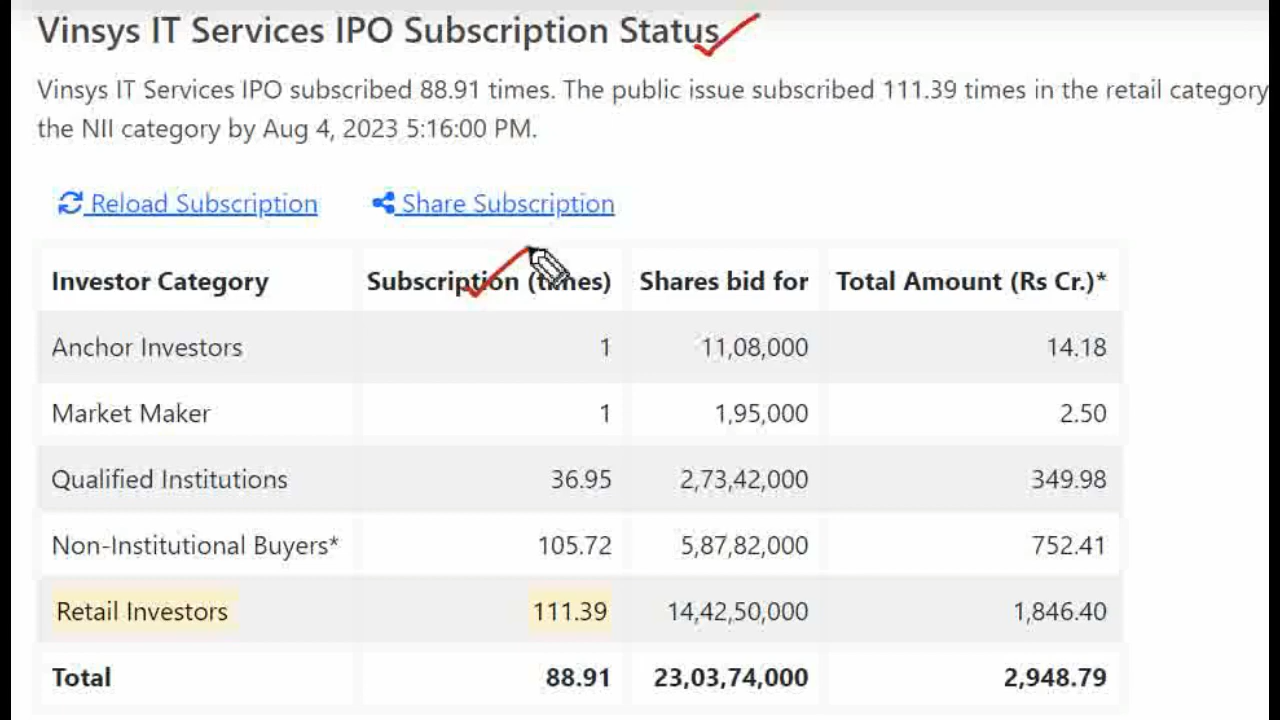 Vinsys IT Services IPO Subscription Status
Vinsys IT Services IPO subscribed 88.91 times. The public issue subscribed 111.39 times in the retail category
the NII category by Aug 4, 2023 5:16:00 PM.
Reload Subscription Share Subscription
Investor Category Subscription (times) Shares bid for Total Amount (Rs Cr.)*
Anchor Investors 1 11,08,000 14.18
Market Maker 1 1,95,000 2.50
Qualified Institutions 36.95 2,73,42,000 349.98
Non-Institutional Buyers* 105.72 5,87,82,000 752.41
Retail Investors 111.39 14,42,50,000 1,846.40
Total 88.91 23,03,74,000 2,948.79